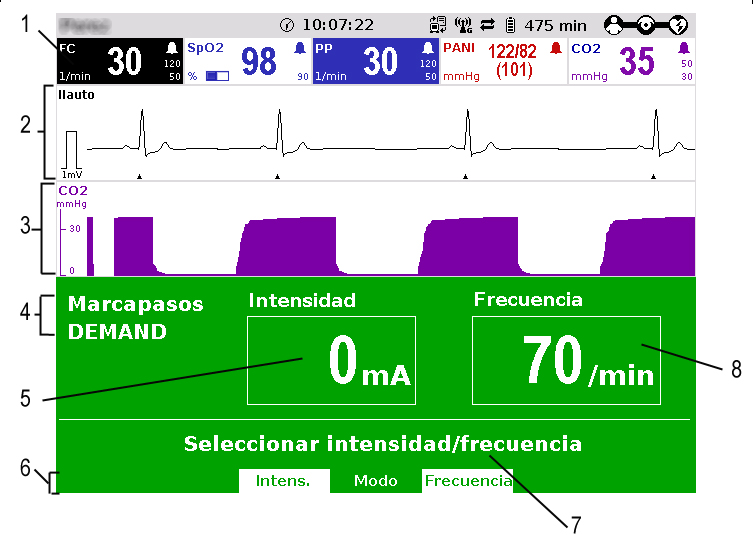 1
10:07:22
475 min
FC
1/min
30
120
50
SpO2
%
98
90
PP
1/min
30
120
50
PANI
mmHg
122/82
(101)
CO2
mmHg
35
50
30
2
IIauto
1mV
3
CO2
mmHg
30
0
4
Marcapasos
DEMAND
Intensidad
0 mA
Frecuencia
70 /min
5
8
Seleccionar intensidad/frecuencia
6
Intens.
Modo
Frecuencia
7